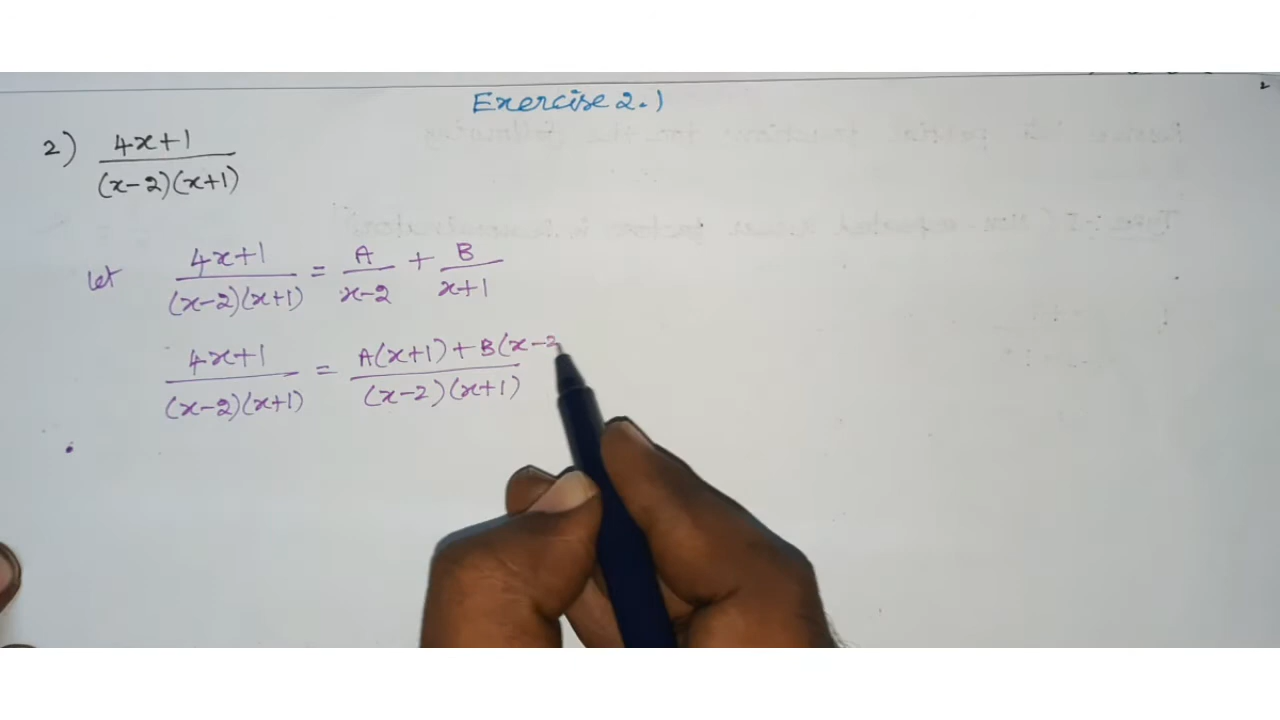 Exercise 2.1
2) 4x+1
(x-2)(x+1)
let 4x+1 / (x-2)(x+1) = A / x-2 + B / x+1
4x+1 / (x-2)(x+1) = A(x+1) + B(x-2 / (x-2)(x+1)